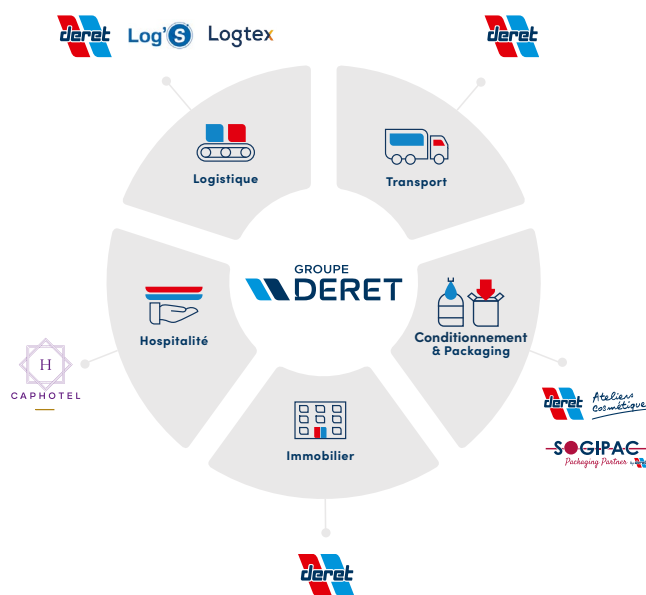 deret
Log'S
Logtex
deret
Logistique
Transport
GROUPE
DERET
Hospitalité
Conditionnement
& Packaging
H
CAPHOTEL
deret
Ateliers
cosmétique
SOGIPAC
Packaging Partner by
Immobilier
deret